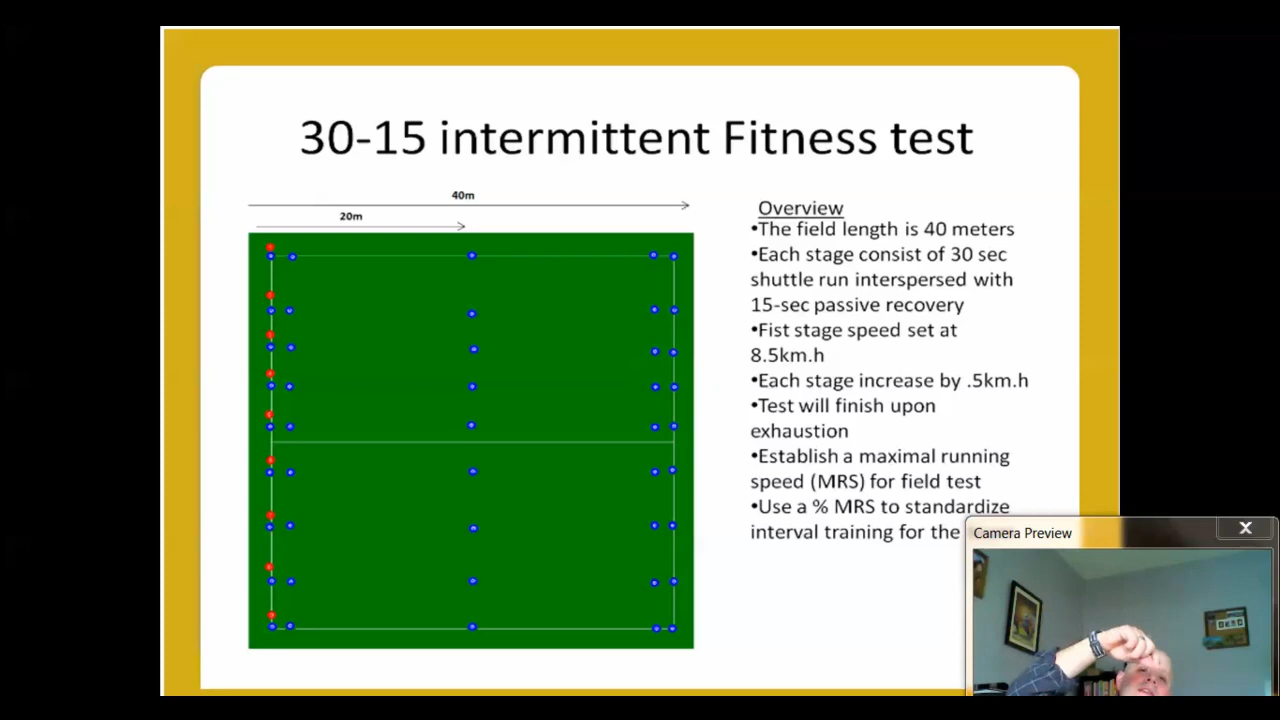 30-15 intermittent Fitness test
40m
20m
Overview
•The field length is 40 meters
•Each stage consist of 30 sec
shuttle run interspersed with
15-sec passive recovery
•Fist stage speed set at
8.5km.h
•Each stage increase by .5km.h
•Test will finish upon
exhaustion
•Establish a maximal running
speed (MRS) for field test
•Use a % MRS to standardize
interval training for the
Camera Preview
X